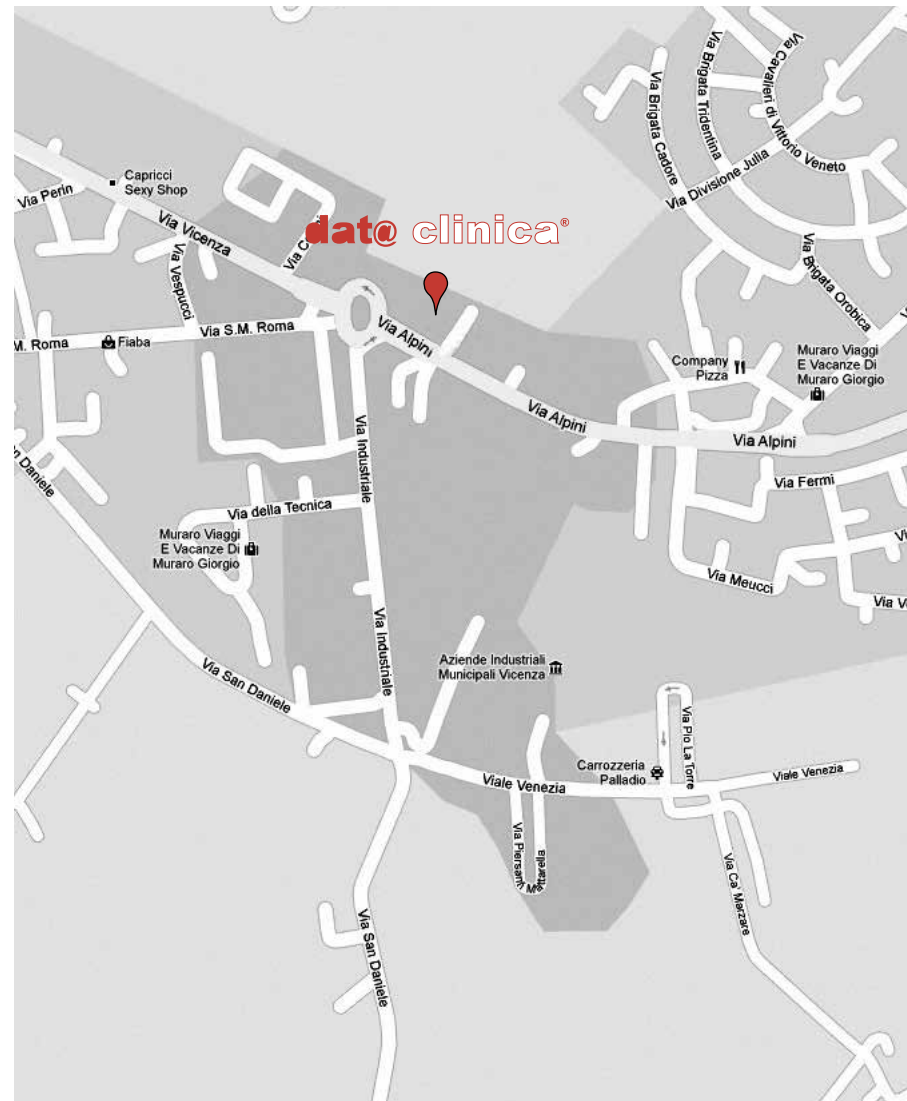 Via Cavalieri di Vittorio Veneto
Via Brigata Tridentina
Via Brigata Cadore
Via Divisione Julia
Capricci
Sexy Shop
Via Perin
Via Vicenza
dat@ clinica®
Via Vespucci
Via Brigata Orobica
Via S.M. Roma
M. Roma
Fiaba
Via Alpini
Company
Pizza
Muraro Viaggi
E Vacanze Di
Muraro Giorgio
Via Alpini
Via Alpini
Via Industriale
San Daniele
Via Fermi
Via della Tecnica
Muraro Viaggi
E Vacanze Di
Muraro Giorgio
Via Meucci
Via Industriale
Aziende Industriali
Municipali Vicenza
Via San Daniele
Via Pio La Torre
Carrozzeria
Palladio
Viale Venezia
Viale Venezia
Via Piersanti Mattarella
Via Ca' Marzare
Via San Daniele